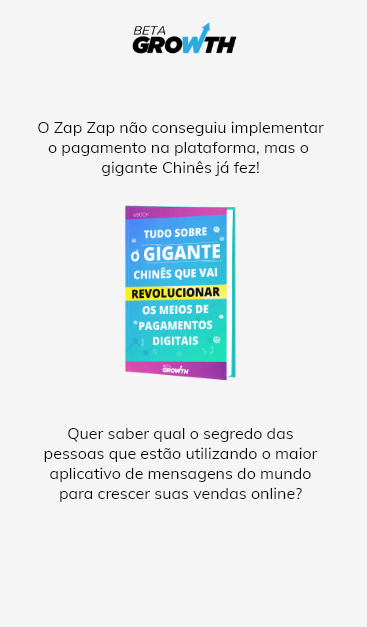 BETA
GROWTH
O Zap Zap não conseguiu implementar
o pagamento na plataforma, mas o
gigante Chinês já fez!
EBOOK
TUDO SOBRE
O GIGANTE
CHINÊS QUE VAI
REVOLUCIONAR
OS MEIOS DE
PAGAMENTOS
DIGITAIS
BETA
GROWTH
Quer saber qual o segredo das
pessoas que estão utilizando o maior
aplicativo de mensagens do mundo
para crescer suas vendas online?